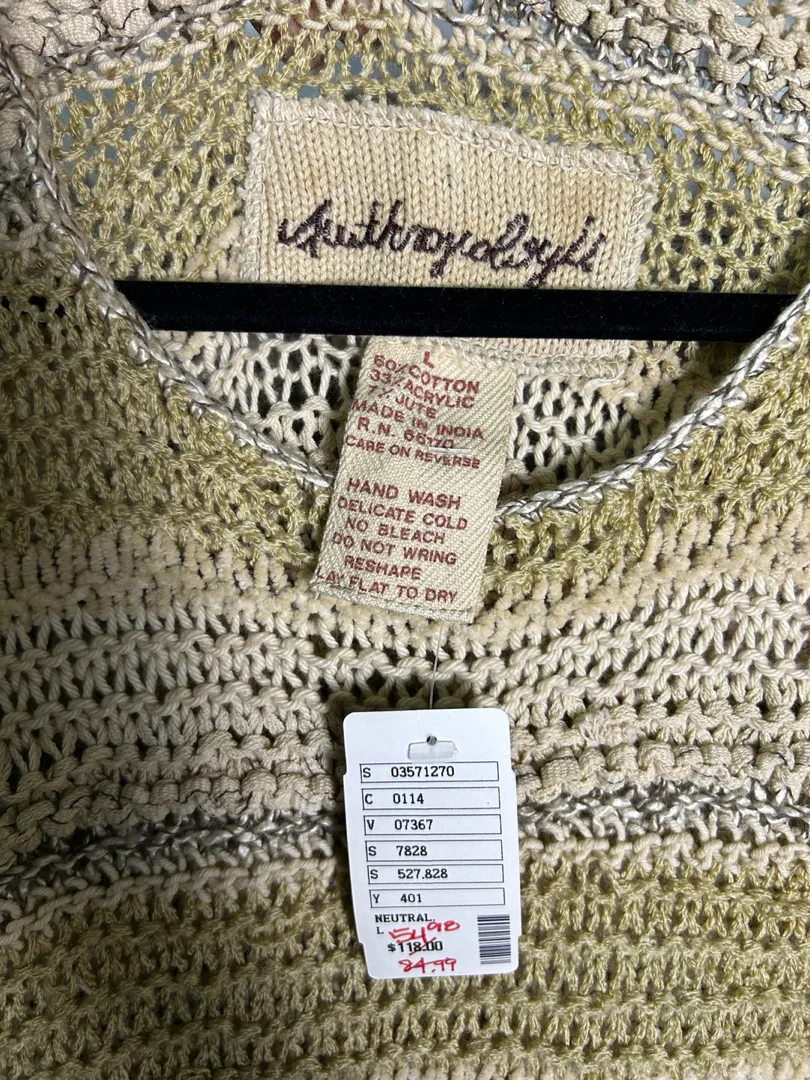 Anthropologie
L
60% COTTON
33% ACRYLIC
7% JUTE
MADE IN INDIA
R.N. 66170
CARE ON REVERSE
HAND WASH
DELICATE COLD
NO BLEACH
DO NOT WRING
RESHAPE
LAY FLAT TO DRY
S 03571270
C 0114
V 07367
S 7828
S 527.828
Y 401
NEUTRAL.
L 54.98
$118.00
84.99